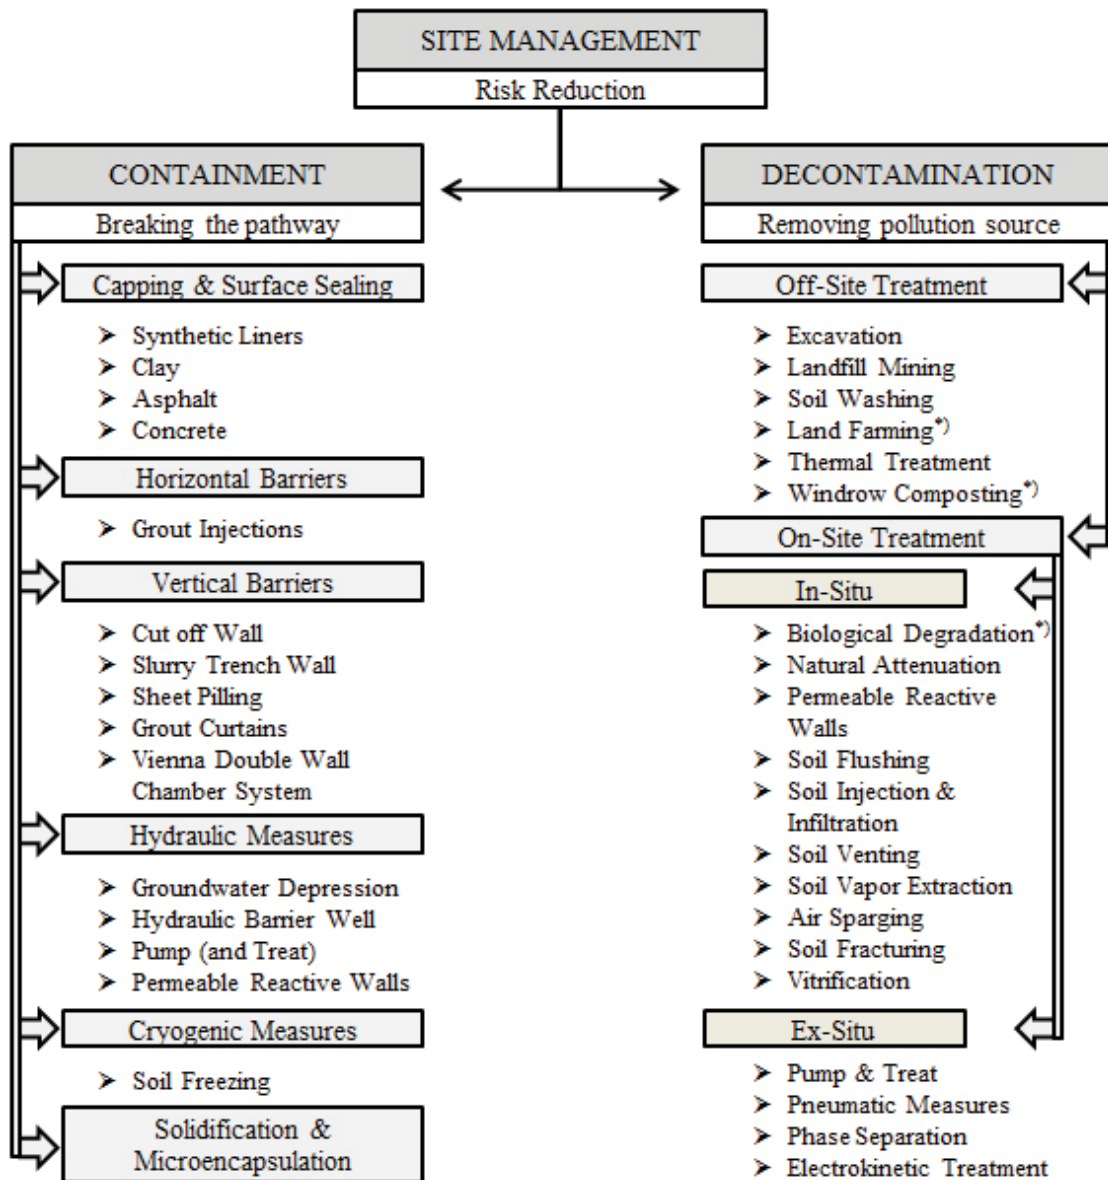 SITE MANAGEMENT
Risk Reduction
CONTAINMENT
Breaking the pathway
Capping & Surface Sealing
➤ Synthetic Liners
➤ Clay
➤ Asphalt
➤ Concrete
Horizontal Barriers
➤ Grout Injections
Vertical Barriers
➤ Cut off Wall
➤ Slurry Trench Wall
➤ Sheet Pilling
➤ Grout Curtains
➤ Vienna Double Wall
Chamber System
Hydraulic Measures
➤ Groundwater Depression
➤ Hydraulic Barrier Well
➤ Pump (and Treat)
➤ Permeable Reactive Walls
Cryogenic Measures
➤ Soil Freezing
Solidification &
Microencapsulation
DECONTAMINATION
Removing pollution source
Off-Site Treatment
➤ Excavation
➤ Landfill Mining
➤ Soil Washing
➤ Land Farming*)
➤ Thermal Treatment
➤ Windrow Composting*)
On-Site Treatment
In-Situ
➤ Biological Degradation*)
➤ Natural Attenuation
➤ Permeable Reactive
Walls
➤ Soil Flushing
➤ Soil Injection &
Infiltration
➤ Soil Venting
➤ Soil Vapor Extraction
➤ Air Sparging
➤ Soil Fracturing
➤ Vitrification
Ex-Situ
➤ Pump & Treat
➤ Pneumatic Measures
➤ Phase Separation
➤ Electrokinetic Treatment